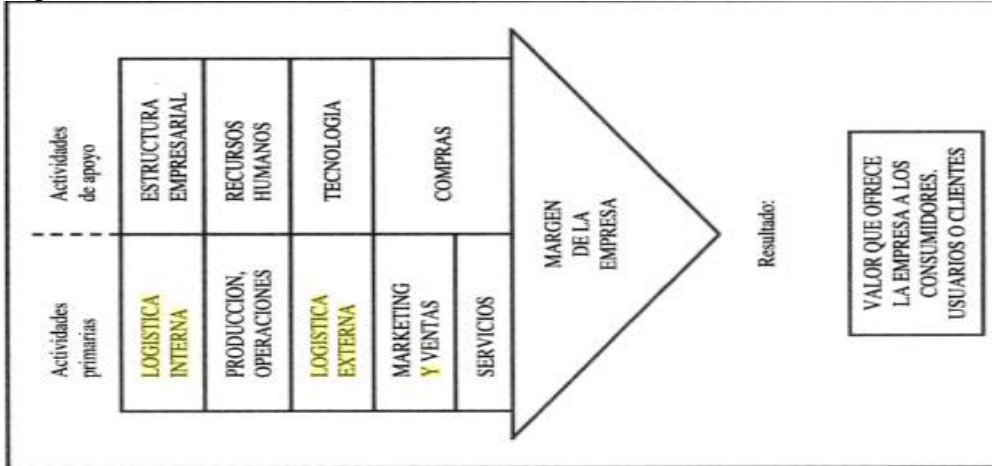 Actividades
primarias
Actividades
de apoyo
LOGISTICA
INTERNA
ESTRUCTURA
EMPRESARIAL
PRODUCCION,
OPERACIONES
RECURSOS
HUMANOS
LOGISTICA
EXTERNA
TECNOLOGIA
MARKETING
Y VENTAS
COMPRAS
SERVICIOS
MARGEN
DE LA
EMPRESA
Resultado:
VALOR QUE OFRECE
LA EMPRESA A LOS
CONSUMIDORES,
USUARIOS O CLIENTES